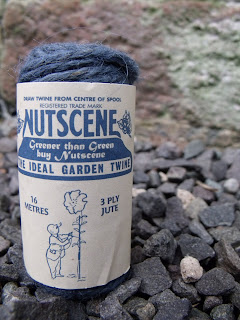 DRAW TWINE FROM CENTRE OF SPOOL
REGISTERED TRADE MARK
NUTSCENE
Greener than Green
buy Nutscene
THE IDEAL GARDEN TWINE
16 METRES
3 PLY JUTE